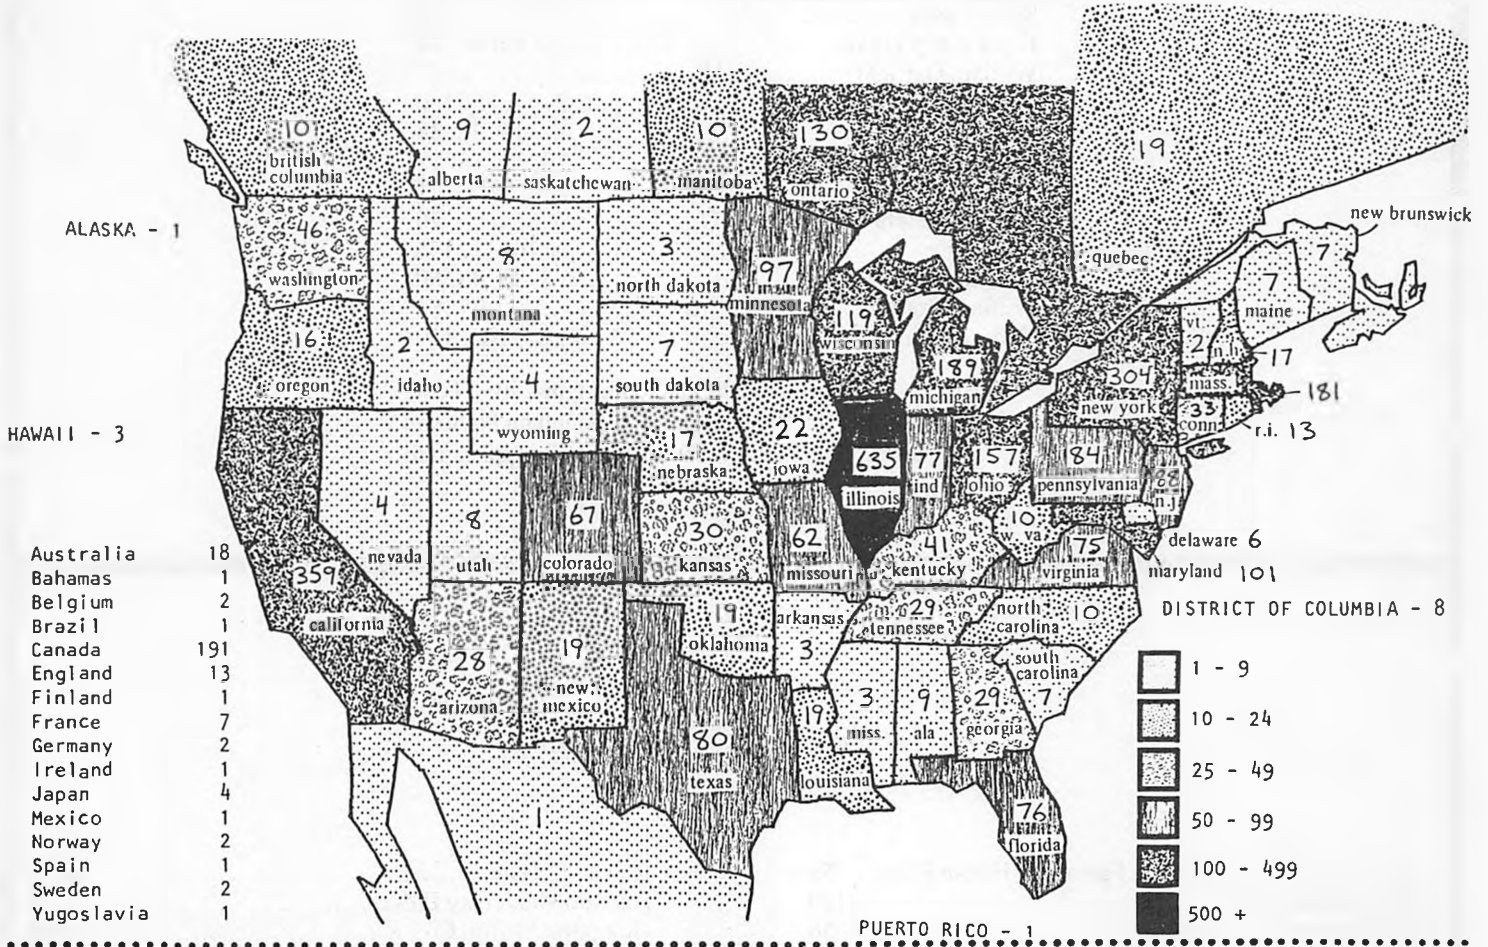 10
british
columbia
9
alberta
2
saskatchewan
10
manitoba
130
ontario
19
quebec
new brunswick
7
7
maine
ALASKA - 1
46
washington
8
montana
3
north dakota
97
minnesota
119
wisconsin
189
michigan
304
new york
vt.
2
n.h.
17
mass.
181
33
conn
r.i. 13
16
oregon
2
idaho
4
wyoming
7
south dakota
HAWAII - 3
17
nebraska
22
iowa
635
illinois
77
ind
157
ohio
84
pennsylvania
68
n.j.
4
nevada
8
utah
67
colorado
30
kansas
62
missouri
41
kentucky
10
va
75
virginia
delaware 6
maryland 101
DISTRICT OF COLUMBIA - 8
359
california
28
arizona
19
new
mexico
19
oklahoma
arkansas
3
29
tennessee
north
carolina
10
south
carolina
7
80
texas
19
louisiana
3
miss.
9
ala
29
georgia
76
florida
1
Australia 18
Bahamas 1
Belgium 2
Brazil 1
Canada 191
England 13
Finland 1
France 7
Germany 2
Ireland 1
Japan 4
Mexico 1
Norway 2
Spain 1
Sweden 2
Yugoslavia 1
1 - 9
10 - 24
25 - 49
50 - 99
100 - 499
500 +
PUERTO RICO - 1